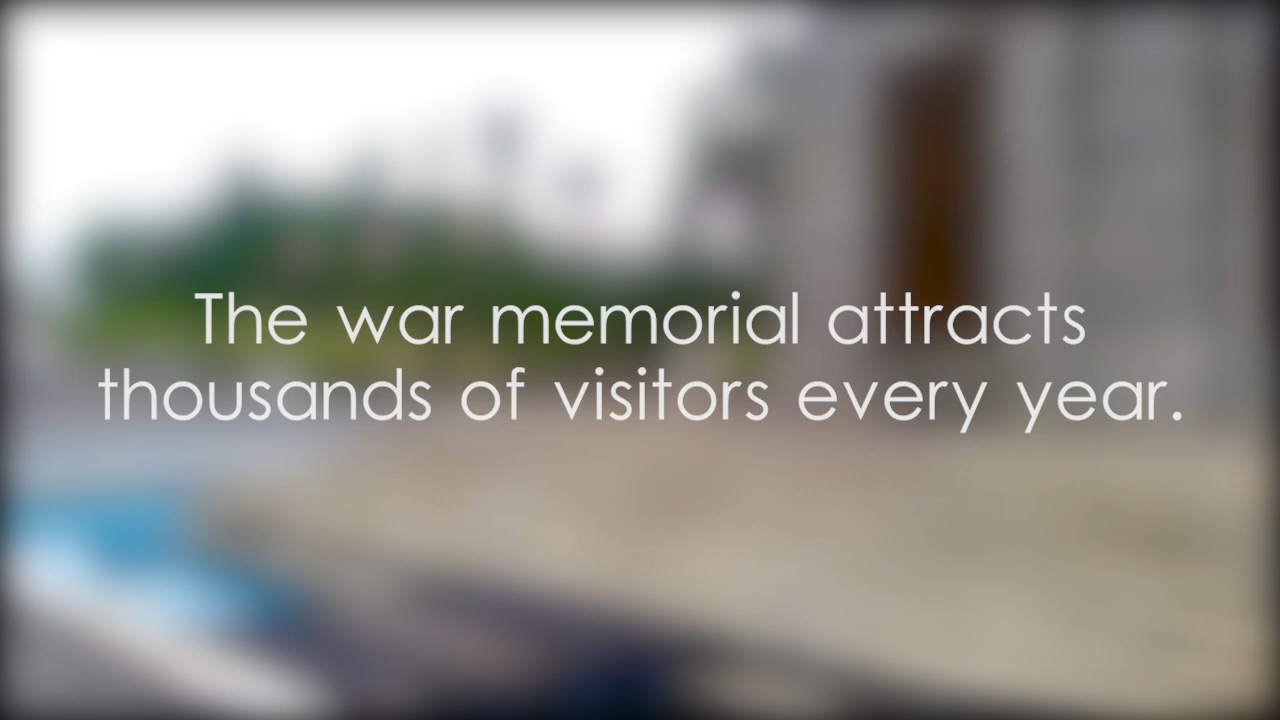 The war memorial attracts
thousands of visitors every year.